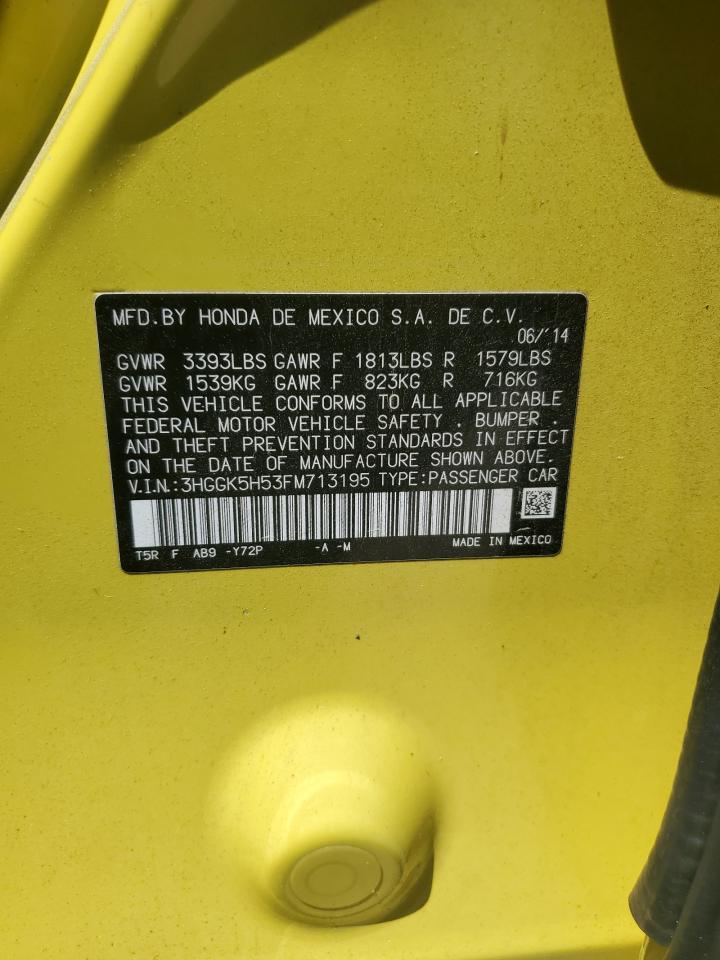 MFD.BY HONDA DE MEXICO S.A. DE C.V.
06/'14
GVWR 3393LBS GAWR F 1813LBS R 1579LBS
GVWR 1539KG GAWR F 823KG R 716KG
THIS VEHICLE CONFORMS TO ALL APPLICABLE
FEDERAL MOTOR VEHICLE SAFETY . BUMPER .
AND THEFT PREVENTION STANDARDS IN EFFECT
ON THE DATE OF MANUFACTURE SHOWN ABOVE.
V.I.N.:3HGGK5H53FM713195 TYPE:PASSENGER CAR
T5R F AB9 -Y72P -A -M MADE IN MEXICO